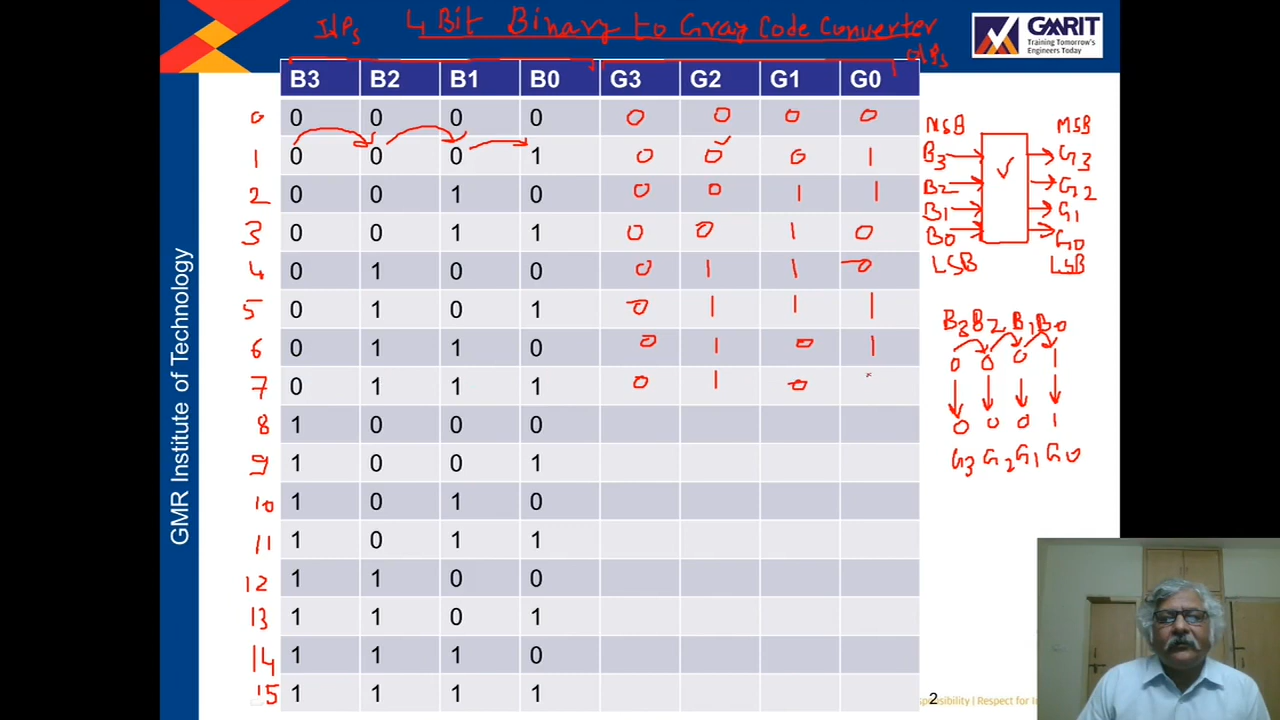 I/Ps 4 Bit Binary to Gray Code Converter
O/Ps
GMRIT
Training Tomorrow's
Engineers Today
GMR Institute of Technology
B3 B2 B1 B0 G3 G2 G1 G0
0 0 0 0 0 0 0 0 0
1 0 0 0 1 0 0 0 1
2 0 0 1 0 0 0 1 1
3 0 0 1 1 0 0 1 0
4 0 1 0 0 0 1 1 0
5 0 1 0 1 0 1 1 1
6 0 1 1 0 0 1 0 1
7 0 1 1 1 0 1 0
8 1 0 0 0
9 1 0 0 1
10 1 0 1 0
11 1 0 1 1
12 1 1 0 0
13 1 1 0 1
14 1 1 1 0
15 1 1 1 1
MSB MSB
B3 G3
B2 G2
B1 G1
B0 G0
LSB LSB
B3 B2 B1 B0
0 0 0 1
0 0 0 1
G3 G2 G1 G0
2
| Respect for